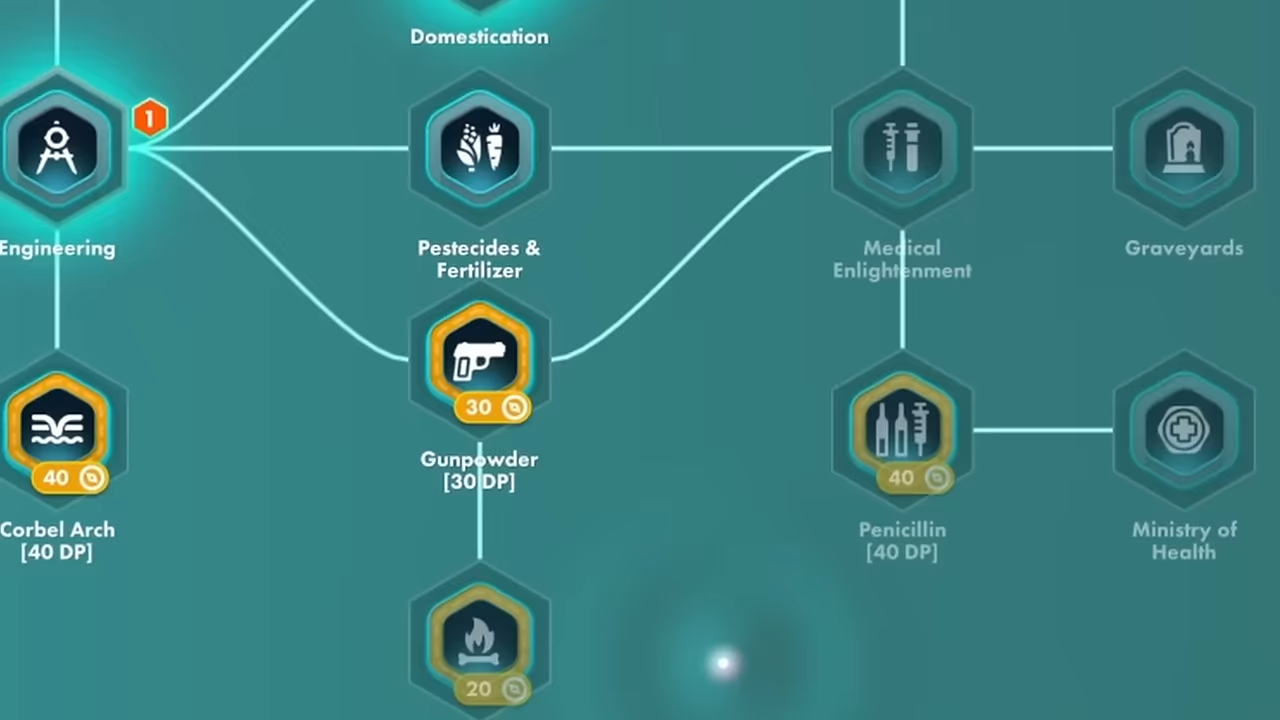 Domestication
1
Engineering
Pestecides &
Fertilizer
Medical
Enlightenment
Graveyards
30
Gunpowder
[30 DP]
40
Corbel Arch
[40 DP]
40
Penicillin
[40 DP]
Ministry of
Health
20